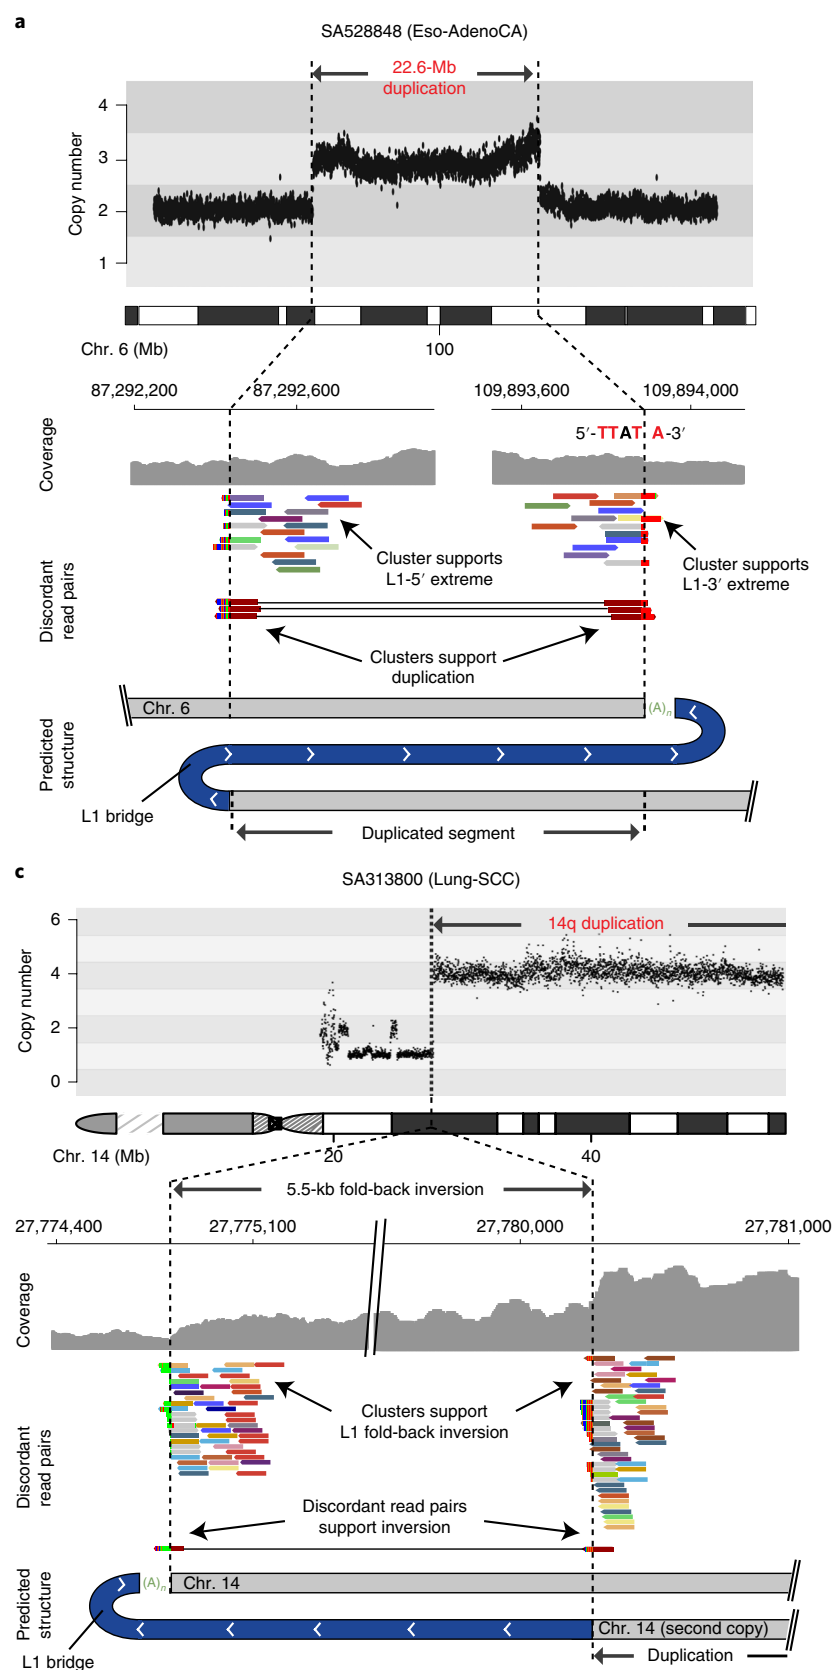 a
SA528848 (Eso-AdenoCA)
22.6-Mb
duplication
Copy number
4
3
2
1
Chr. 6 (Mb)
100
87,292,200
87,292,600
109,893,600
109,894,000
Coverage
5′-TTAT A-3′
Discordant
read pairs
Cluster supports
L1-5′ extreme
Cluster supports
L1-3′ extreme
Clusters support
duplication
Predicted
structure
Chr. 6
(A)n
L1 bridge
Duplicated segment
c
SA313800 (Lung-SCC)
14q duplication
Copy number
6
4
2
0
Chr. 14 (Mb)
20
40
5.5-kb fold-back inversion
27,774,400
27,775,100
27,780,000
27,781,000
Coverage
Discordant
read pairs
Clusters support
L1 fold-back inversion
Discordant read pairs
support inversion
Predicted
structure
(A)n
Chr. 14
Chr. 14 (second copy)
L1 bridge
Duplication